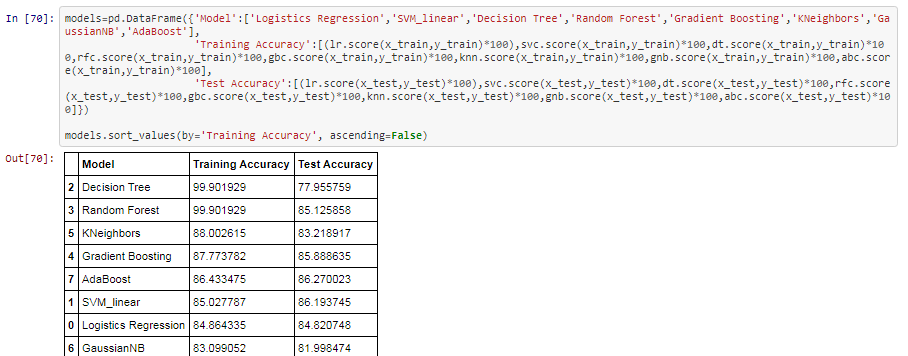 In [70]: models=pd.DataFrame({'Model':['Logistics Regression','SVM_linear','Decision Tree','Random Forest','Gradient Boosting','KNeighbors','Ga
ussianNB','AdaBoost'],
'Training Accuracy':[(lr.score(x_train,y_train)*100),svc.score(x_train,y_train)*100,dt.score(x_train,y_train)*10
0,rfc.score(x_train,y_train)*100,gbc.score(x_train,y_train)*100,knn.score(x_train,y_train)*100,gnb.score(x_train,y_train)*100,abc.scor
e(x_train,y_train)*100],
'Test Accuracy':[(lr.score(x_test,y_test)*100),svc.score(x_test,y_test)*100,dt.score(x_test,y_test)*100,rfc.score
(x_test,y_test)*100,gbc.score(x_test,y_test)*100,knn.score(x_test,y_test)*100,gnb.score(x_test,y_test)*100,abc.score(x_test,y_test)*10
0]})
models.sort_values(by='Training Accuracy', ascending=False)
Out[70]:
Model Training Accuracy Test Accuracy
2 Decision Tree 99.901929 77.955759
3 Random Forest 99.901929 85.125858
5 KNeighbors 88.002615 83.218917
4 Gradient Boosting 87.773782 85.888635
7 AdaBoost 86.433475 86.270023
1 SVM_linear 85.027787 86.193745
0 Logistics Regression 84.864335 84.820748
6 GaussianNB 83.099052 81.998474